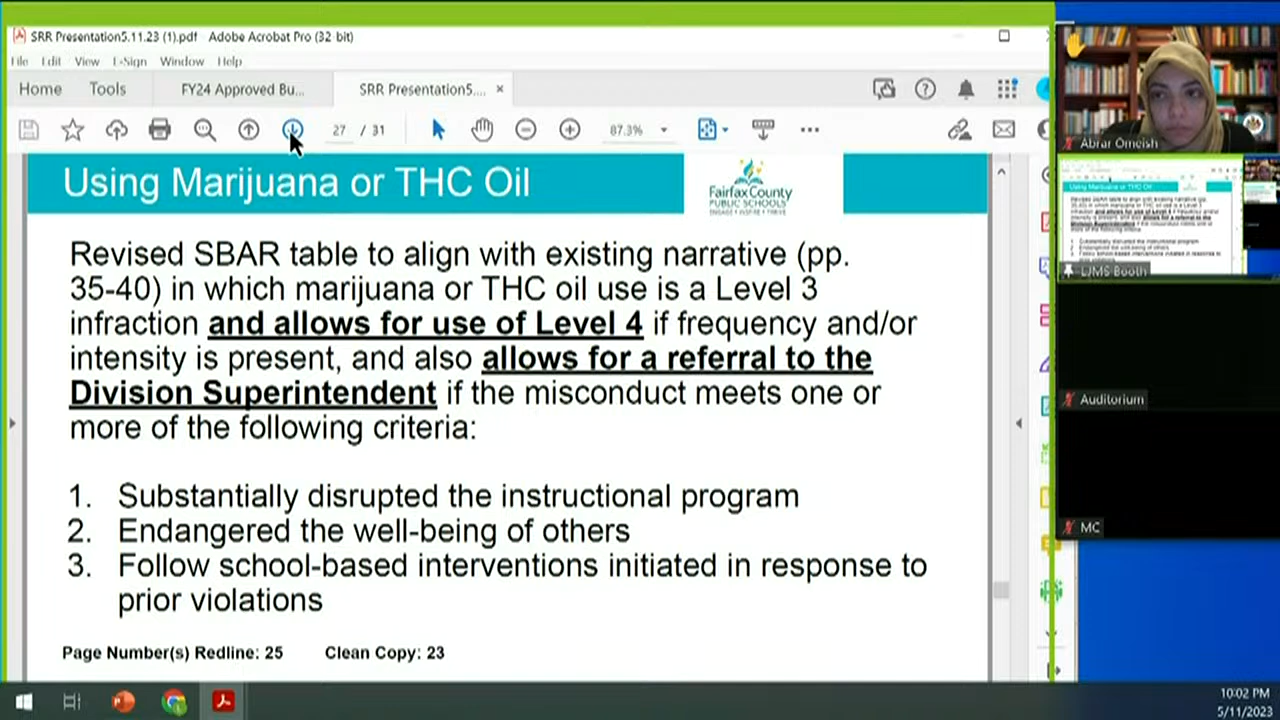 SRR Presentation5.11.23 (1).pdf - Adobe Acrobat Pro (32-bit)
File Edit View E-Sign Window Help
Home Tools FY24 Approved Bu... SRR Presentation5.... ×
27 / 31 87.3%
Using Marijuana or THC Oil
Fairfax County
PUBLIC SCHOOLS
ENGAGE • INSPIRE • THRIVE
Revised SBAR table to align with existing narrative (pp.
35-40) in which marijuana or THC oil use is a Level 3
infraction and allows for use of Level 4 if frequency and/or
intensity is present, and also allows for a referral to the
Division Superintendent if the misconduct meets one or
more of the following criteria:
1. Substantially disrupted the instructional program
2. Endangered the well-being of others
3. Follow school-based interventions initiated in response to
prior violations
Page Number(s) Redline: 25 Clean Copy: 23
Abrar Omeish
LJMS Booth
Auditorium
MC
10:02 PM
5/11/2023